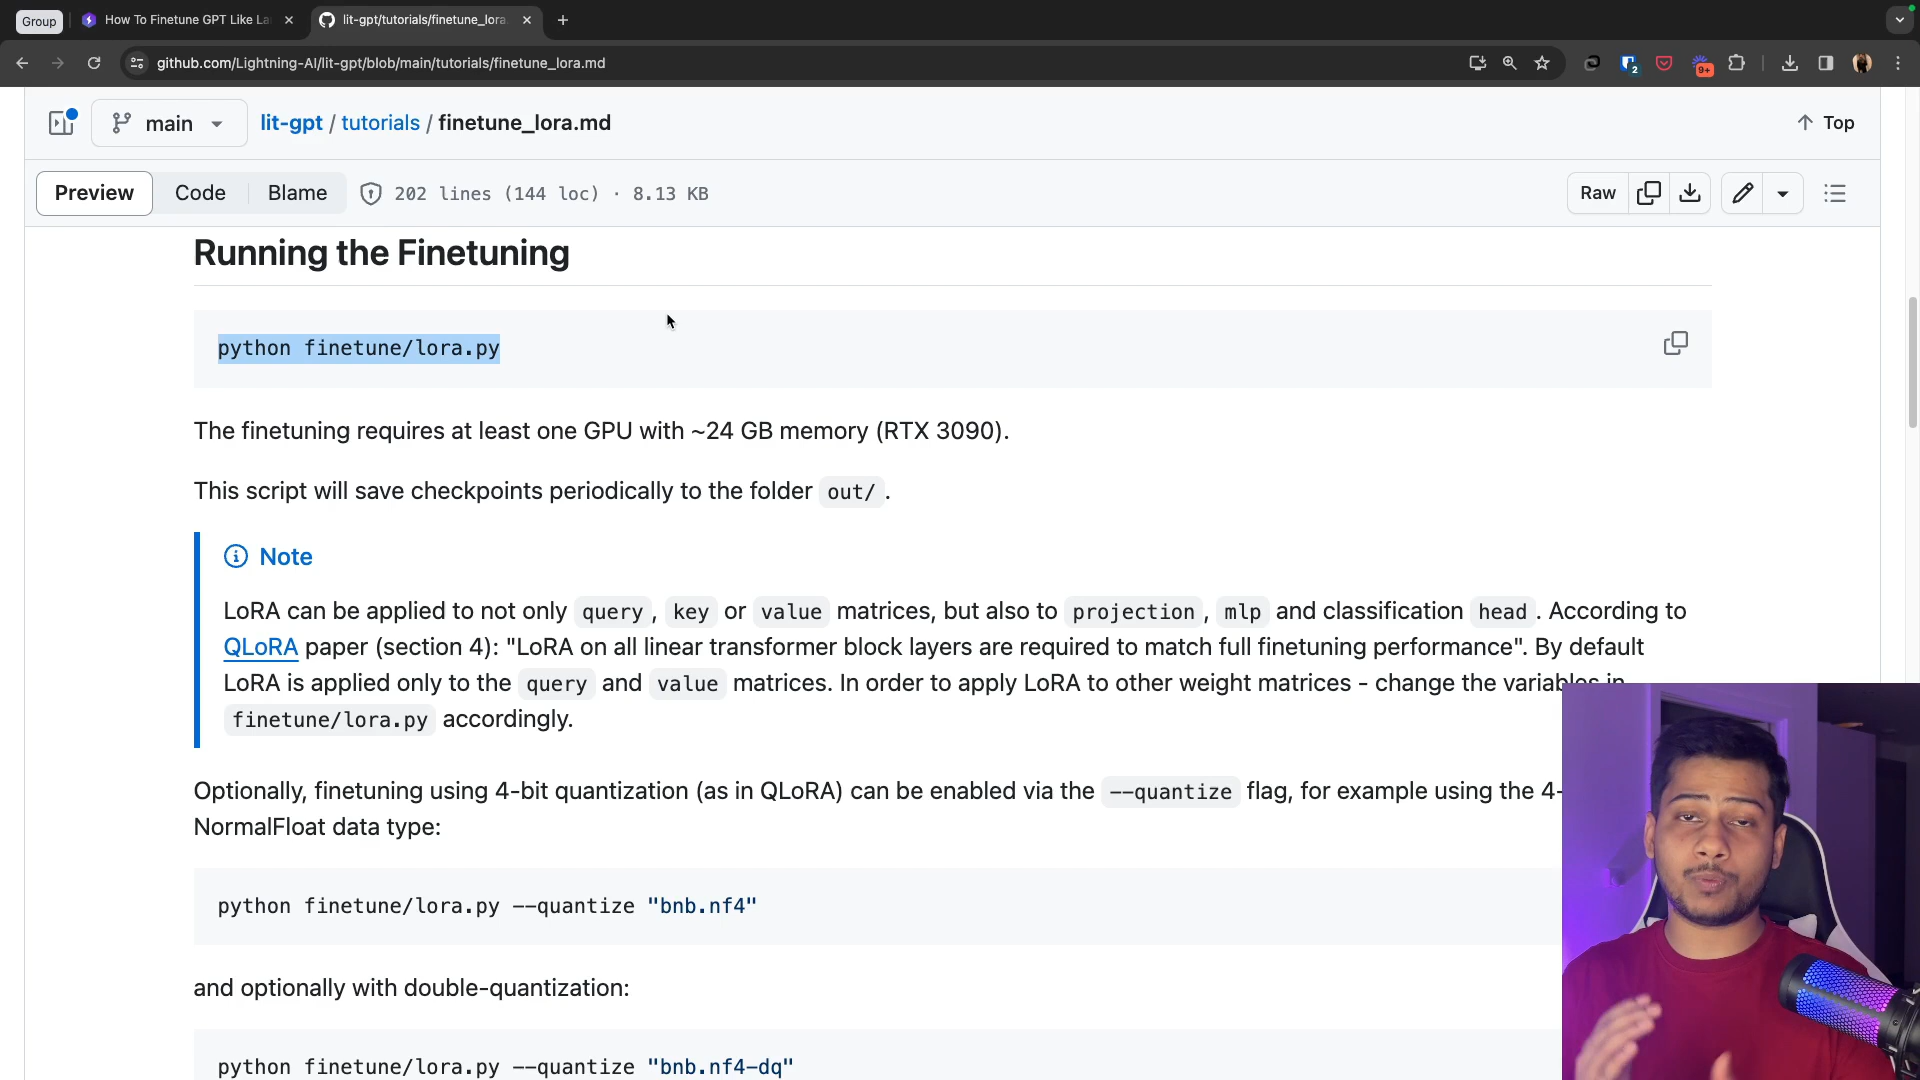 Group
How To Finetune GPT Like La
lit-gpt/tutorials/finetune_lora.
github.com/Lightning-AI/lit-gpt/blob/main/tutorials/finetune_lora.md
2
9+
main
lit-gpt / tutorials / finetune_lora.md
Top
Preview
Code
Blame
202 lines (144 loc) · 8.13 KB
Raw
Running the Finetuning
python finetune/lora.py
The finetuning requires at least one GPU with ~24 GB memory (RTX 3090).
This script will save checkpoints periodically to the folder out/ .
Note
LoRA can be applied to not only query , key or value matrices, but also to projection , mlp and classification head . According to
QLoRA paper (section 4): "LoRA on all linear transformer block layers are required to match full finetuning performance". By default
LoRA is applied only to the query and value matrices. In order to apply LoRA to other weight matrices - change the variables in
finetune/lora.py accordingly.
Optionally, finetuning using 4-bit quantization (as in QLoRA) can be enabled via the --quantize flag, for example using the 4-
NormalFloat data type:
python finetune/lora.py --quantize "bnb.nf4"
and optionally with double-quantization:
python finetune/lora.py --quantize "bnb.nf4-dq"